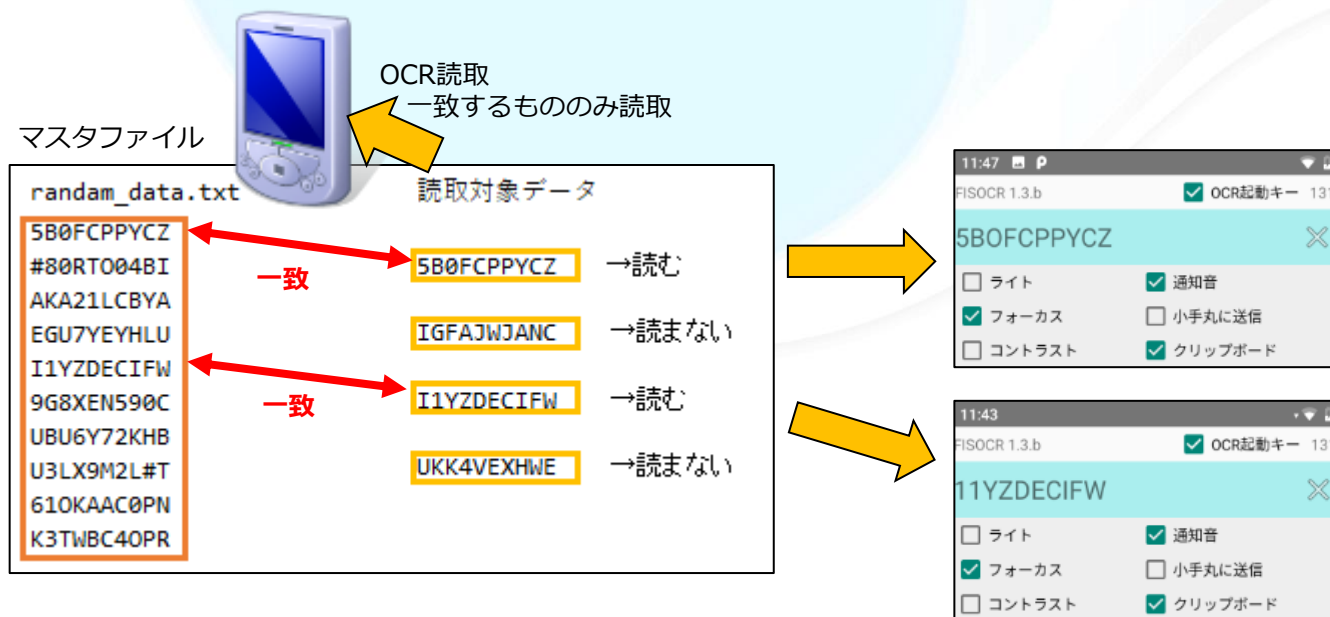 OCR読取
一致するもののみ読取
マスタファイル
randam_data.txt
5B0FCPPYCZ
#80RTO04BI
AKA21LCBYA
EGU7YEYHLU
I1YZDECIFW
9G8XEN590C
UBU6Y72KHB
U3LX9M2L#T
61OKAAC0PN
K3TWBC4OPR
一致
一致
読取対象データ
5B0FCPPYCZ →読む
IGFAJWJANC →読まない
I1YZDECIFW →読む
UKK4VEXHWE →読まない
11:47
FISOCR 1.3.b OCR起動キー 131
5BOFCPPYCZ
ライト 通知音
フォーカス 小手丸に送信
コントラスト クリップボード
11:43
FISOCR 1.3.b OCR起動キー 131
11YZDECIFW
ライト 通知音
フォーカス 小手丸に送信
コントラスト クリップボード